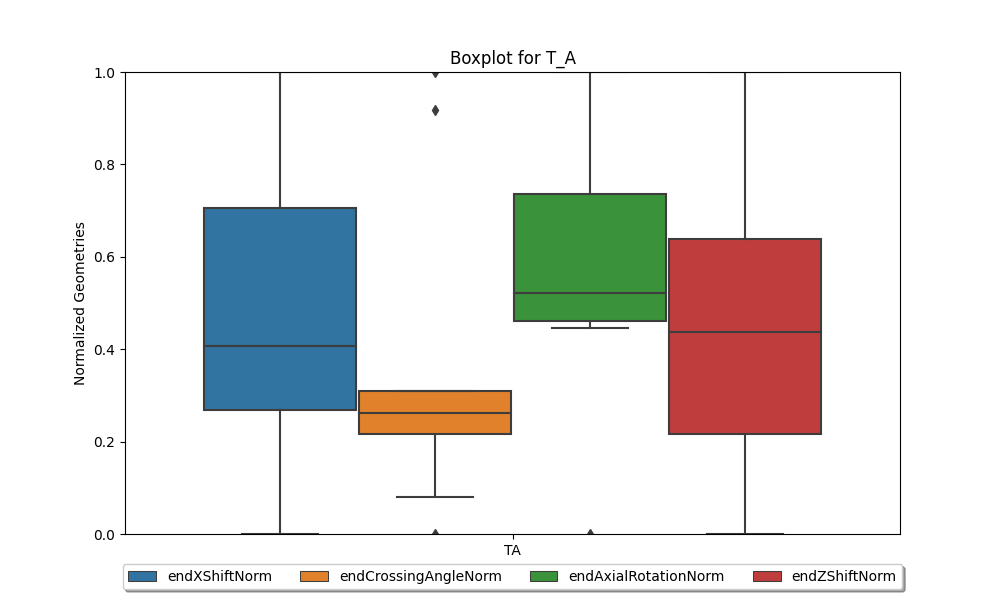 Boxplot for T_A
1.0
0.8
0.6
0.4
0.2
0.0
Normalized Geometries
TA
endXShiftNorm endCrossingAngleNorm endAxialRotationNorm endZShiftNorm